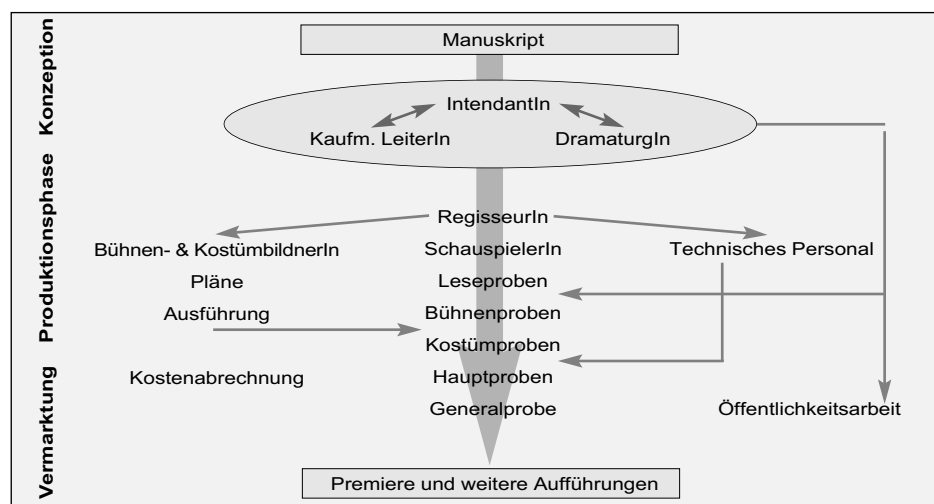 Konzeption
Manuskript
IntendantIn
Kaufm. LeiterIn
DramaturgIn
Produktionsphase
RegisseurIn
Bühnen- & KostümbildnerIn
SchauspielerIn
Technisches Personal
Pläne
Leseproben
Ausführung
Bühnenproben
Kostümproben
Vermarktung
Kostenabrechnung
Hauptproben
Generalprobe
Öffentlichkeitsarbeit
Premiere und weitere Aufführungen